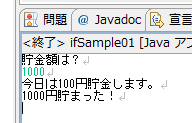 問題 @ Javadoc 宣言
<終了> ifSample01 [Java ア
貯金額は？
1000
今日は100円貯金します。
1000円貯まった！